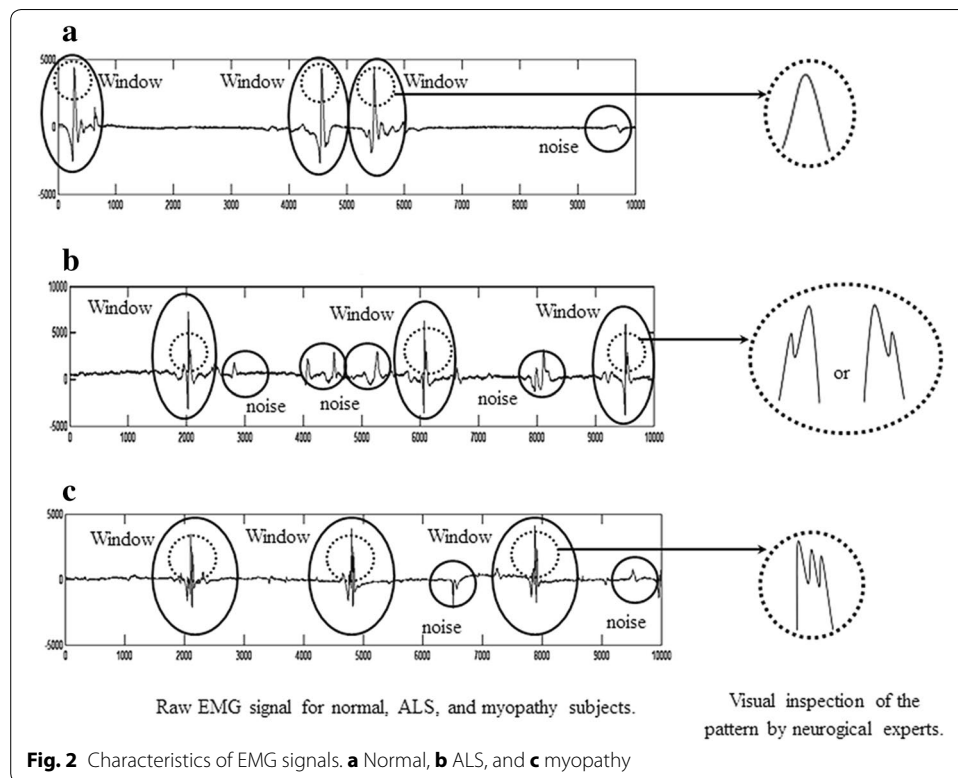 a
5000
Window Window Window
0
noise
-5000
0 1000 2000 3000 4000 5000 6000 7000 8000 9000 10000
b
10000
Window Window Window
5000
or
0
noise noise noise
-5000
0 1000 2000 3000 4000 5000 6000 7000 8000 9000 10000
c
5000
Window Window Window
0
noise noise
-5000
0 1000 2000 3000 4000 5000 6000 7000 8000 9000 10000
Raw EMG signal for normal, ALS, and myopathy subjects.
Visual inspection of the
pattern by neurogical experts.
Fig. 2 Characteristics of EMG signals. a Normal, b ALS, and c myopathy